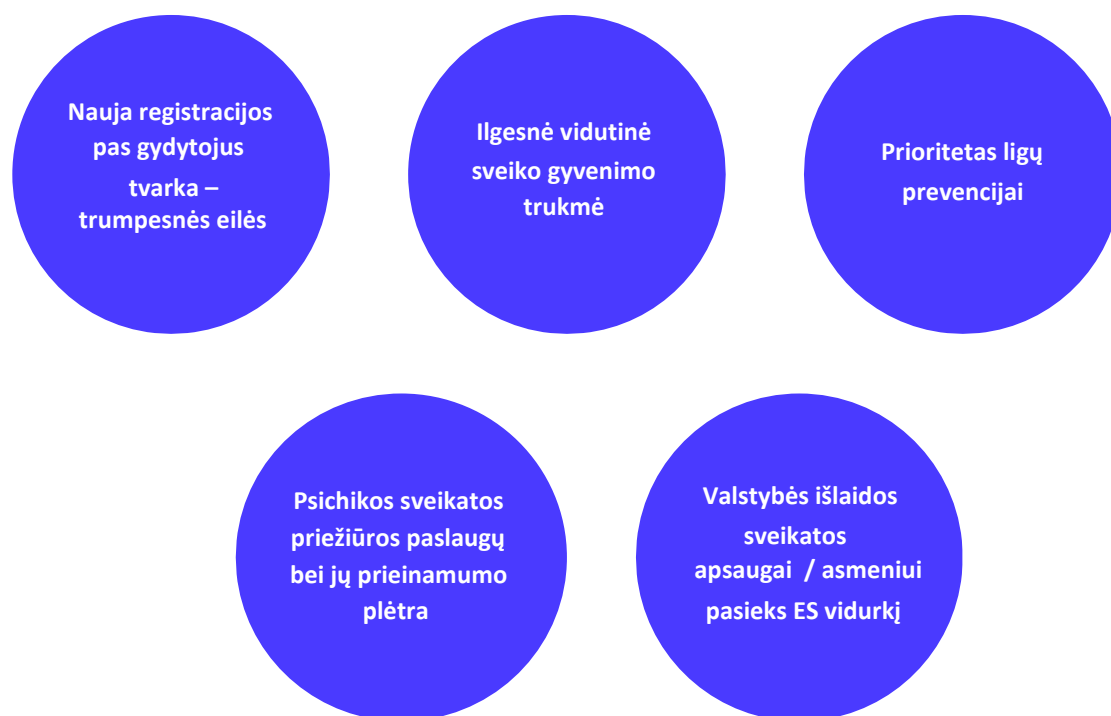 Nauja registracijos
pas gydytojus
tvarka –
trumpesnės eilės
Ilgesnė vidutinė
sveiko gyvenimo
trukmė
Prioritetas ligų
prevencijai
Psichikos sveikatos
priežiūros paslaugų
bei jų prieinamumo
plėtra
Valstybės išlaidos
sveikatos
apsaugai / asmeniui
pasieks ES vidurkį